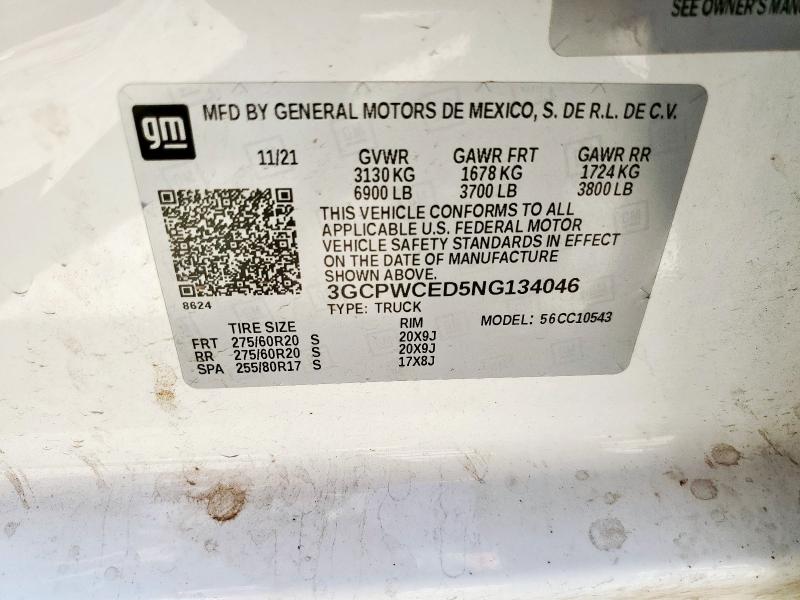 SEE OWNER'S
gm
MFD BY GENERAL MOTORS DE MEXICO, S. DE R.L. DE C.V.
11/21 GVWR GAWR FRT GAWR RR
3130 KG 1678 KG 1724 KG
6900 LB 3700 LB 3800 LB
THIS VEHICLE CONFORMS TO ALL
APPLICABLE U.S. FEDERAL MOTOR
VEHICLE SAFETY STANDARDS IN EFFECT
ON THE DATE OF MANUFACTURE
SHOWN ABOVE.
8624
3GCPWCED5NG134046
TYPE: TRUCK MODEL: 56CC10543
TIRE SIZE RIM
FRT 275/60R20 S 20X9J
RR 275/60R20 S 20X9J
SPA 255/80R17 S 17X8J